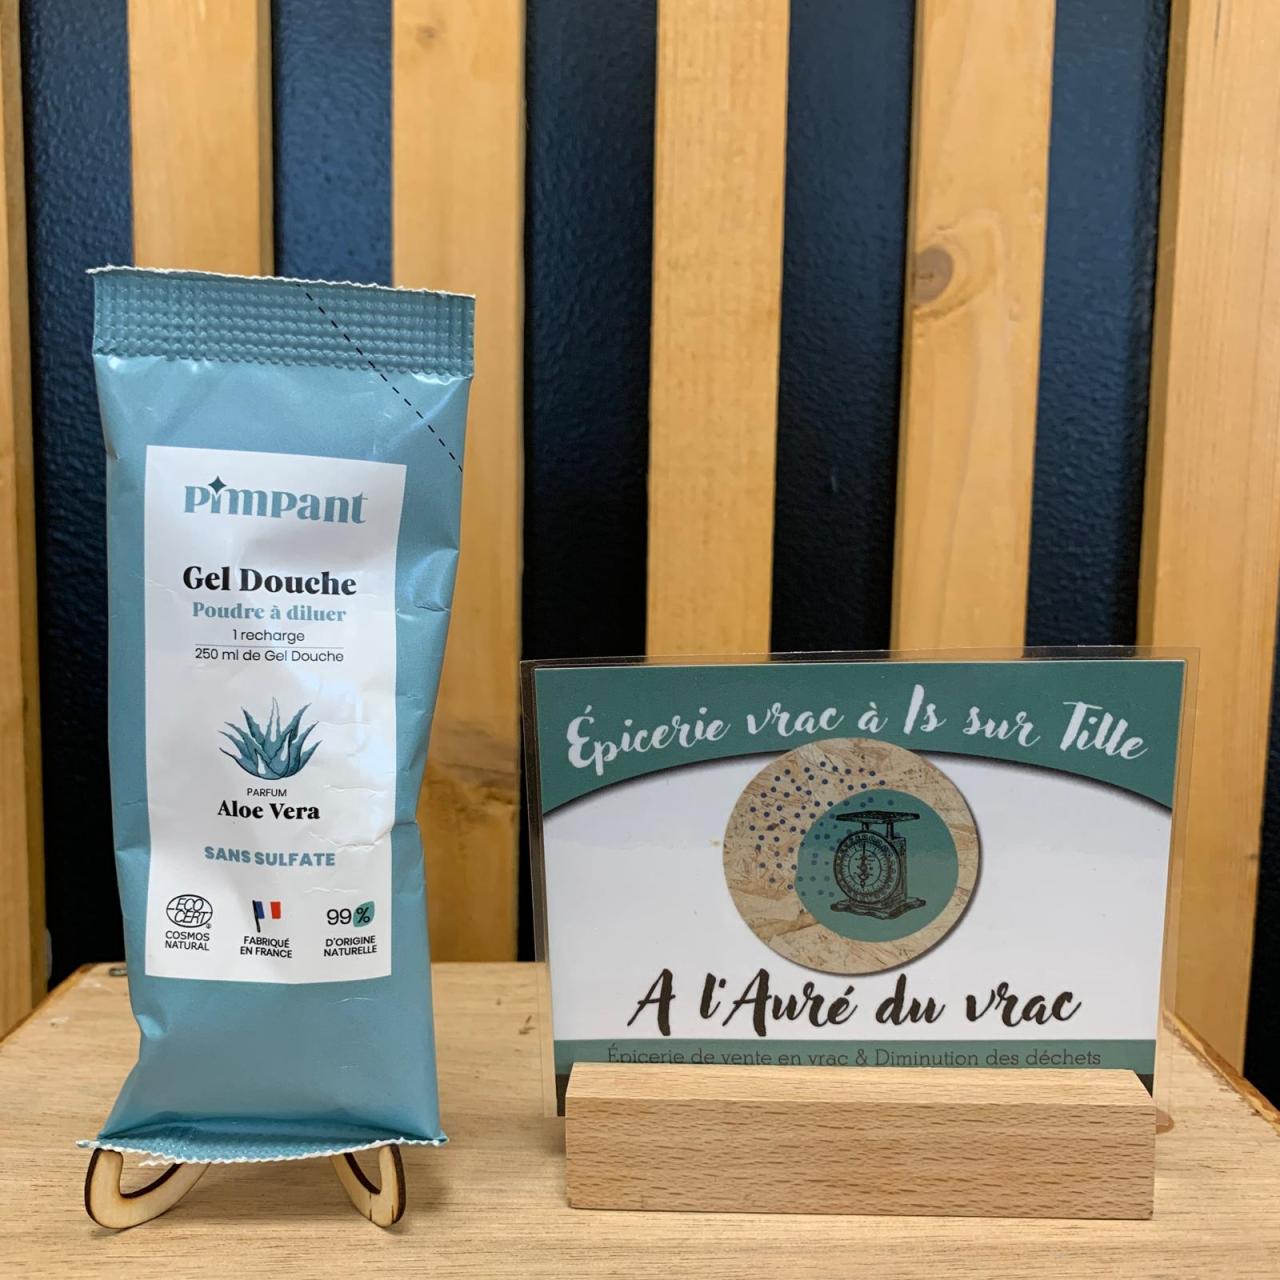 pimpant
Gel Douche
Poudre à diluer
1 recharge
250 ml de Gel Douche
PARFUM
Aloe Vera
SANS SULFATE
ECO
CERT
COSMOS
NATURAL
FABRIQUÉ
EN FRANCE
99%
D'ORIGINE
NATURELLE
Épicerie vrac à Is sur Tille
A l'Auré du vrac
Épicerie de vente en vrac & Diminution des déchets